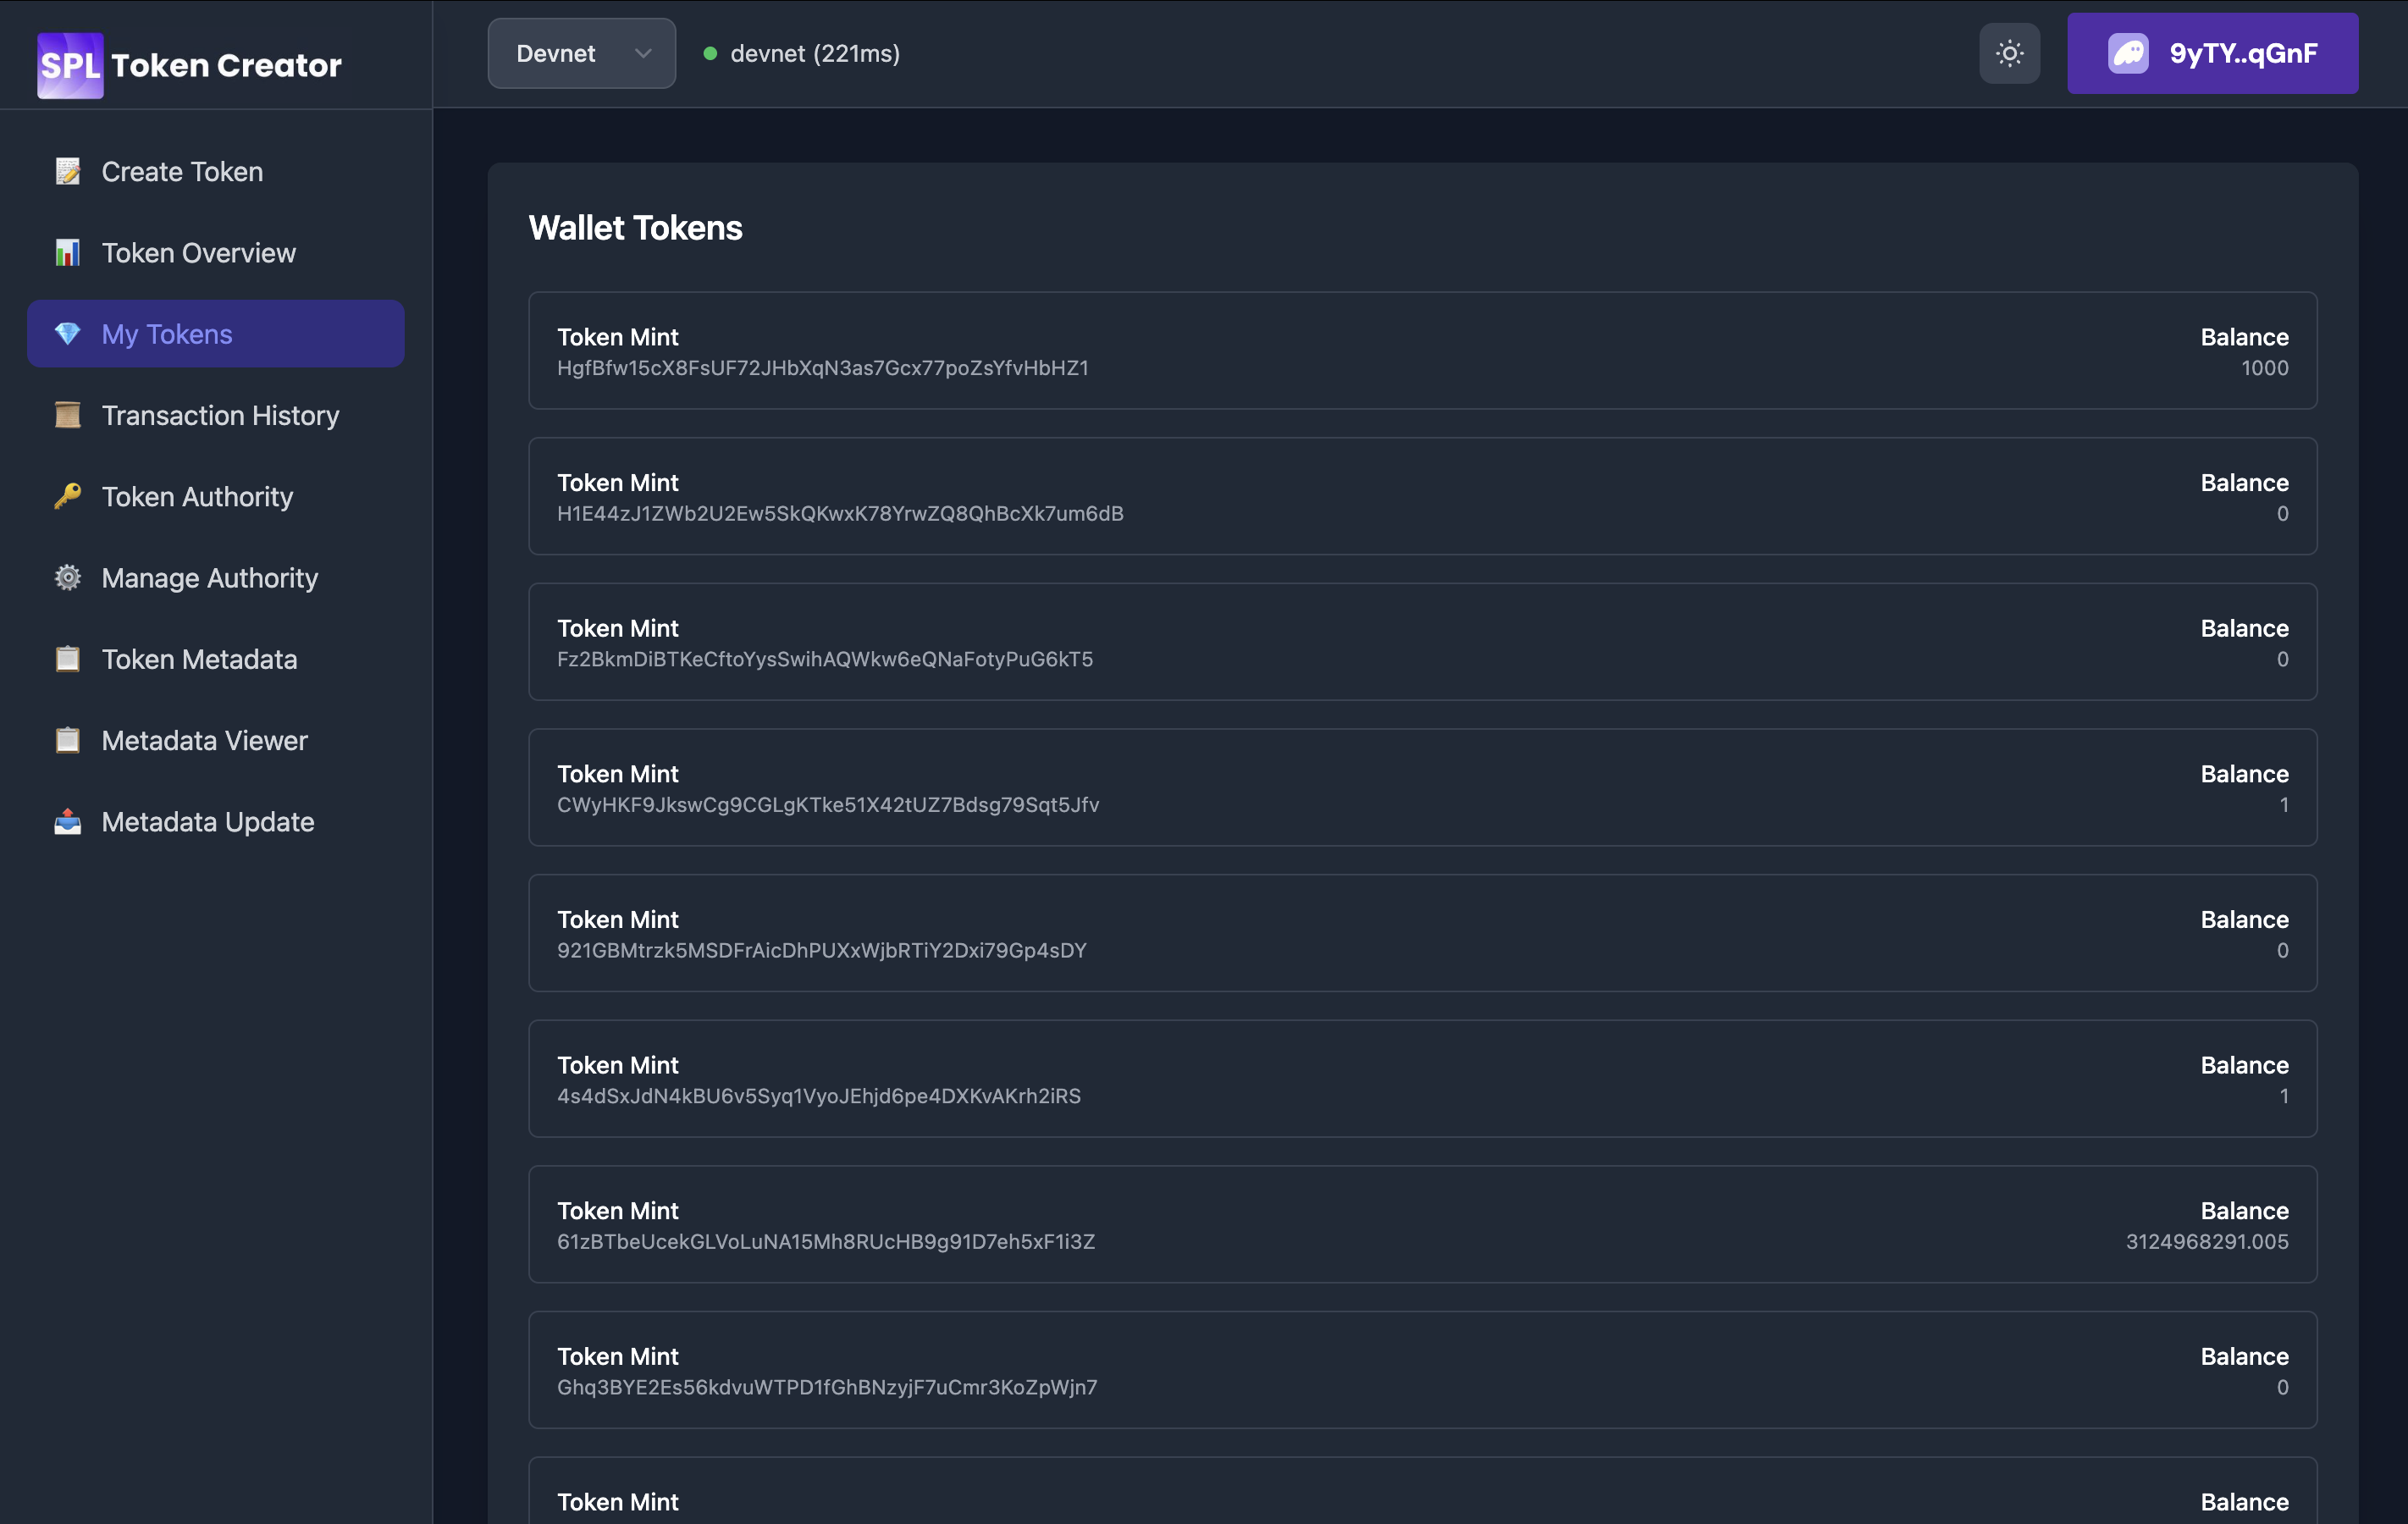 SPL Token Creator
Create Token
Token Overview
My Tokens
Transaction History
Token Authority
Manage Authority
Token Metadata
Metadata Viewer
Metadata Update
Devnet
devnet (221ms)
9yTY..qGnF
Wallet Tokens
Token Mint
Balance
HgfBfw15cX8FsUF72JHbXqN3as7Gcx77poZsYfvHbHZ1
1000
Token Mint
Balance
H1E44zJ1ZWb2U2Ew5SkQKwxK78YrwZQ8QhBcXk7um6dB
0
Token Mint
Balance
Fz2BkmDiBTKeCftoYysSwihAQWkw6eQNaFotyPuG6kT5
0
Token Mint
Balance
CWyHKF9JkswCg9CGLgKTke51X42tUZ7Bdsg79Sqt5Jfv
1
Token Mint
Balance
921GBMtrzk5MSDFrAicDhPUXxWjbRTiY2Dxi79Gp4sDY
0
Token Mint
Balance
4s4dSxJdN4kBU6v5Syq1VyoJEhjd6pe4DXKvAKrh2iRS
1
Token Mint
Balance
61zBTbeUcekGLVoLuNA15Mh8RUcHB9g91D7eh5xF1i3Z
3124968291.005
Token Mint
Balance
Ghq3BYE2Es56kdvuWTPD1fGhBNzyjF7uCmr3KoZpWjn7
0
Token Mint
Balance